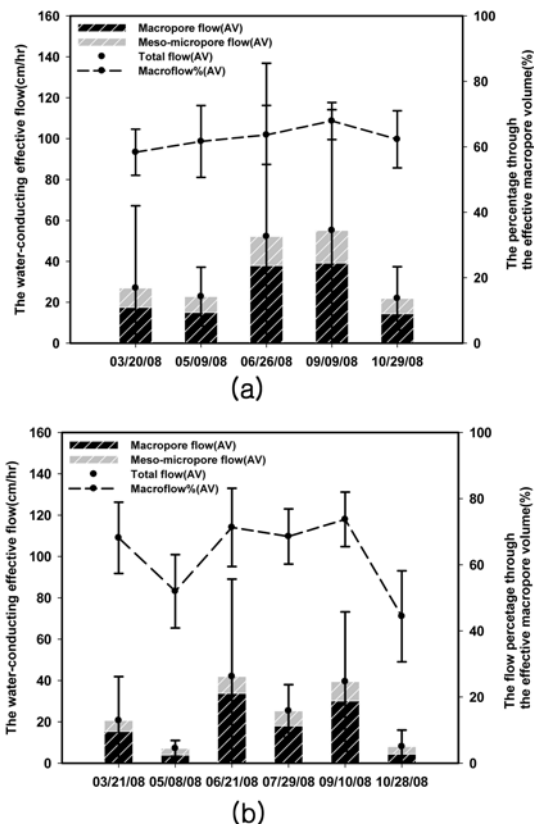 Macropore flow(AV)
Meso-micropore flow(AV)
Total flow(AV)
Macroflow%(AV)
The water-conducting effective flow(cm/hr)
160
140
120
100
80
60
40
20
0
100
80
60
40
20
0
The percentage through
the effective macropore volume(%)
03/20/08 05/09/08 06/26/08 09/09/08 10/29/08
(a)
Macropore flow(AV)
Meso-micropore flow(AV)
Total flow(AV)
Macroflow%(AV)
The water-conducting effective flow(cm/hr)
160
140
120
100
80
60
40
20
0
100
80
60
40
20
0
The flow percetage through
the effective macropore volume(%)
03/21/08 05/08/08 06/21/08 07/29/08 09/10/08 10/28/08
(b)